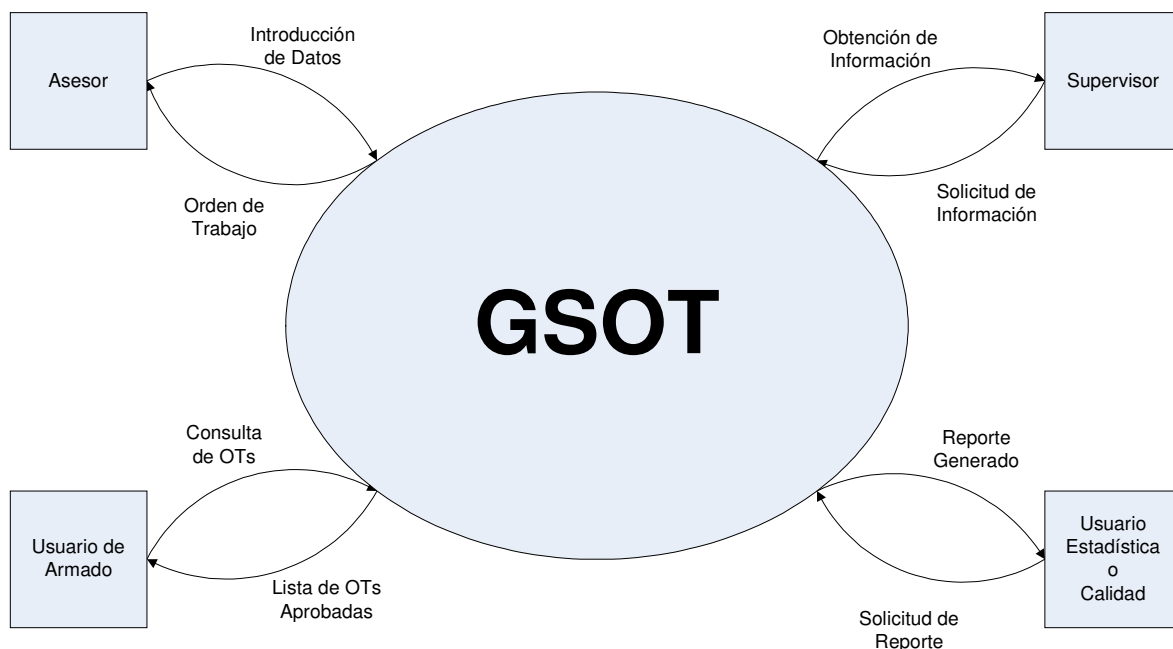 Introducción
de Datos
Asesor
Orden de
Trabajo
Obtención de
Información
Supervisor
Solicitud de
Información
GSOT
Consulta
de OTs
Usuario de
Armado
Lista de OTs
Aprobadas
Reporte
Generado
Usuario
Estadística
o
Calidad
Solicitud de
Reporte